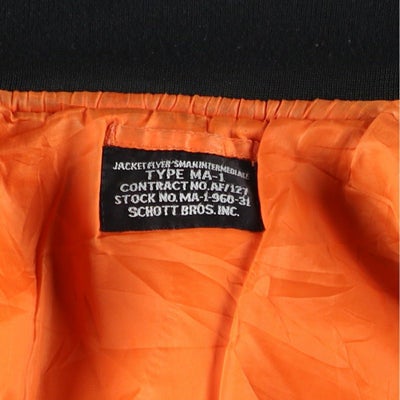 JACKET FLYER'S MAN INTERMEDIATE
TYPE MA-1
CONTRACT NO. AF/127
STOCK NO. MA-1-960-31
SCHOTT BROS. INC.